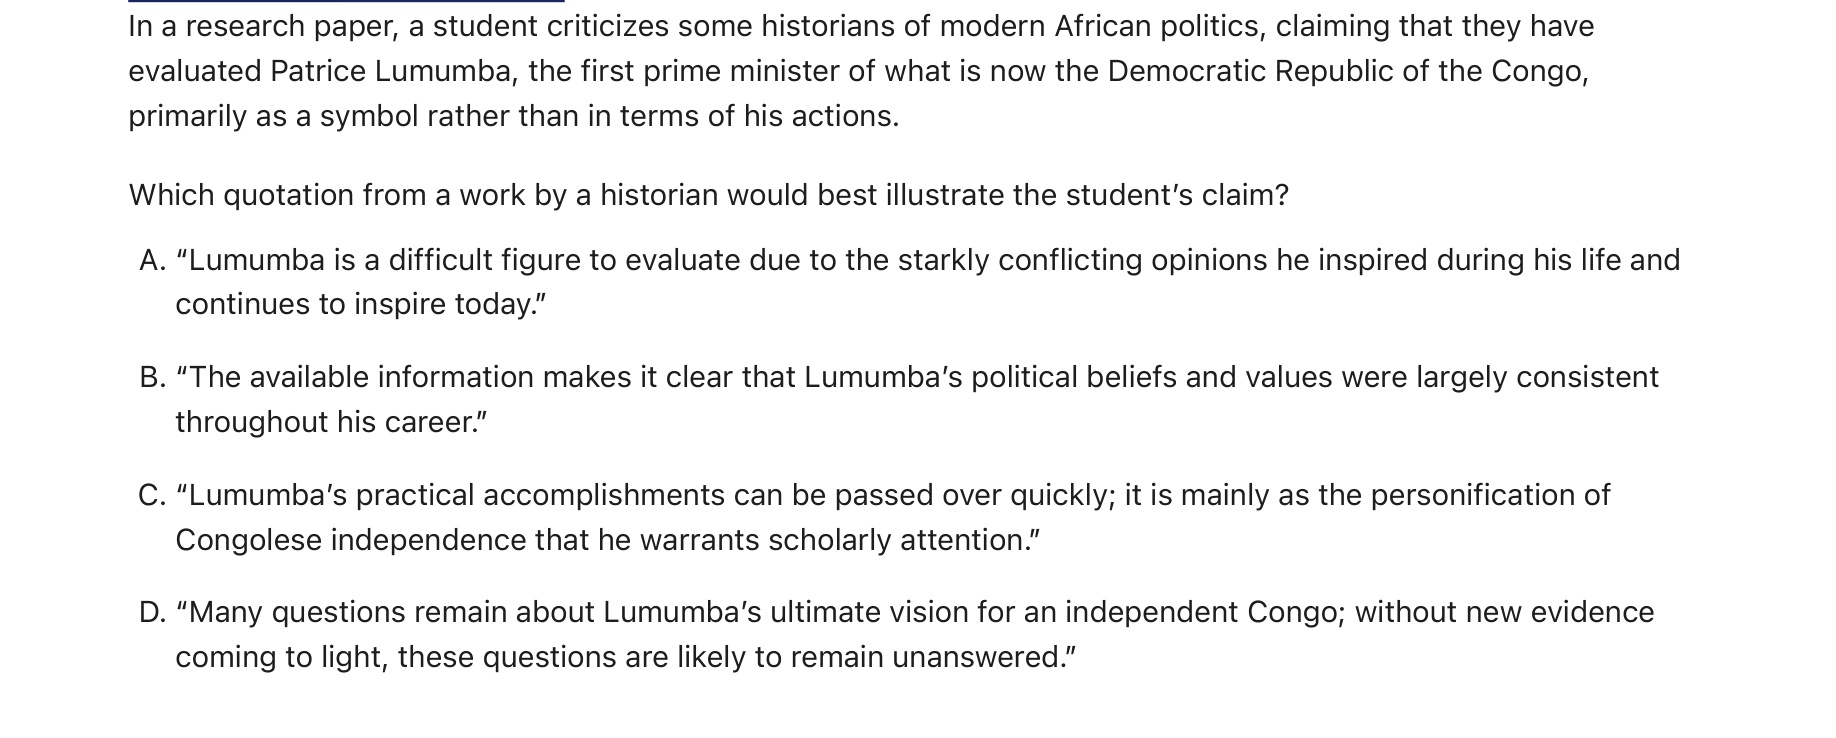 In a research paper, a student criticizes some historians of modern African politics, claiming that they have
evaluated Patrice Lumumba, the first prime minister of what is now the Democratic Republic of the Congo,
primarily as a symbol rather than in terms of his actions.
Which quotation from a work by a historian would best illustrate the student’s claim?
A. “Lumumba is a difficult figure to evaluate due to the starkly conflicting opinions he inspired during his life and
continues to inspire today.”
B. “The available information makes it clear that Lumumba’s political beliefs and values were largely consistent
throughout his career.”
C. “Lumumba’s practical accomplishments can be passed over quickly; it is mainly as the personification of
Congolese independence that he warrants scholarly attention.”
D. “Many questions remain about Lumumba’s ultimate vision for an independent Congo; without new evidence
coming to light, these questions are likely to remain unanswered.”